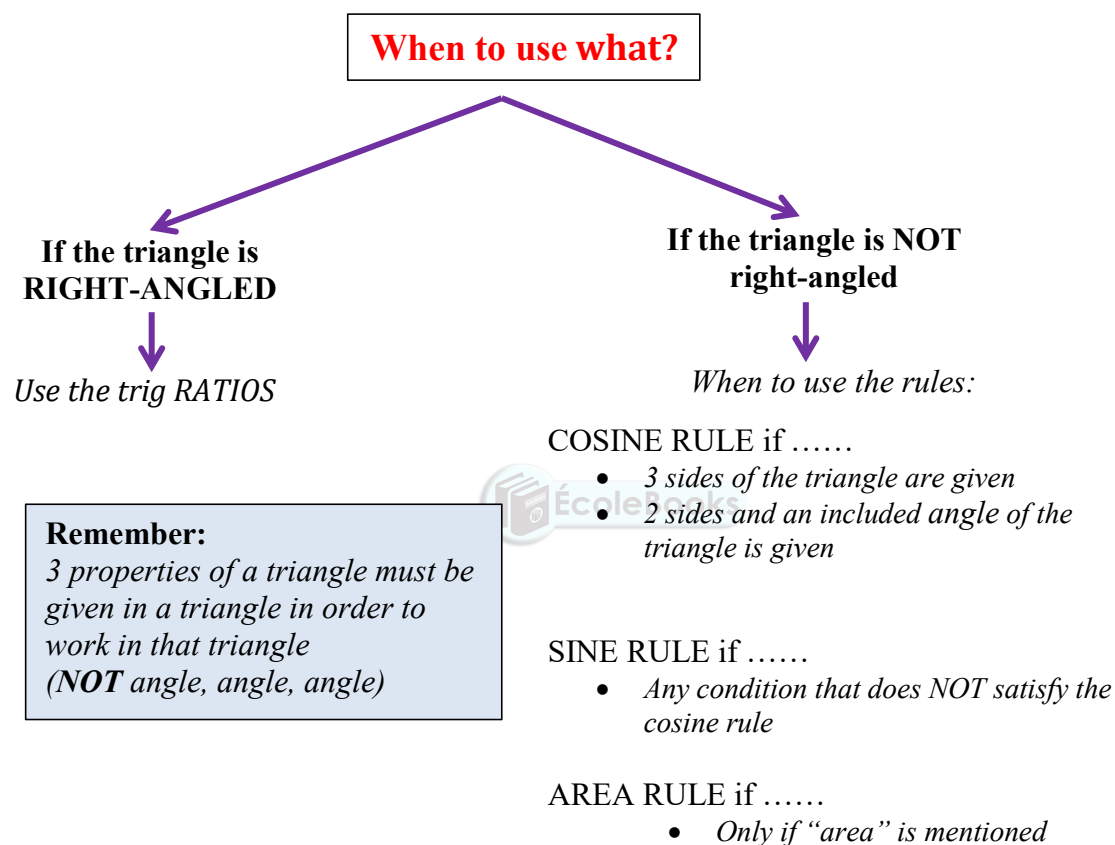 When to use what?
If the triangle is
RIGHT-ANGLED
Use the trig RATIOS
Remember:
3 properties of a triangle must be
given in a triangle in order to
work in that triangle
(NOT angle, angle, angle)
If the triangle is NOT
right-angled
When to use the rules:
COSINE RULE if ……
• 3 sides of the triangle are given
• 2 sides and an included angle of the
triangle is given
ÉcoleBooks
SINE RULE if ……
• Any condition that does NOT satisfy the
cosine rule
AREA RULE if ……
• Only if “area” is mentioned